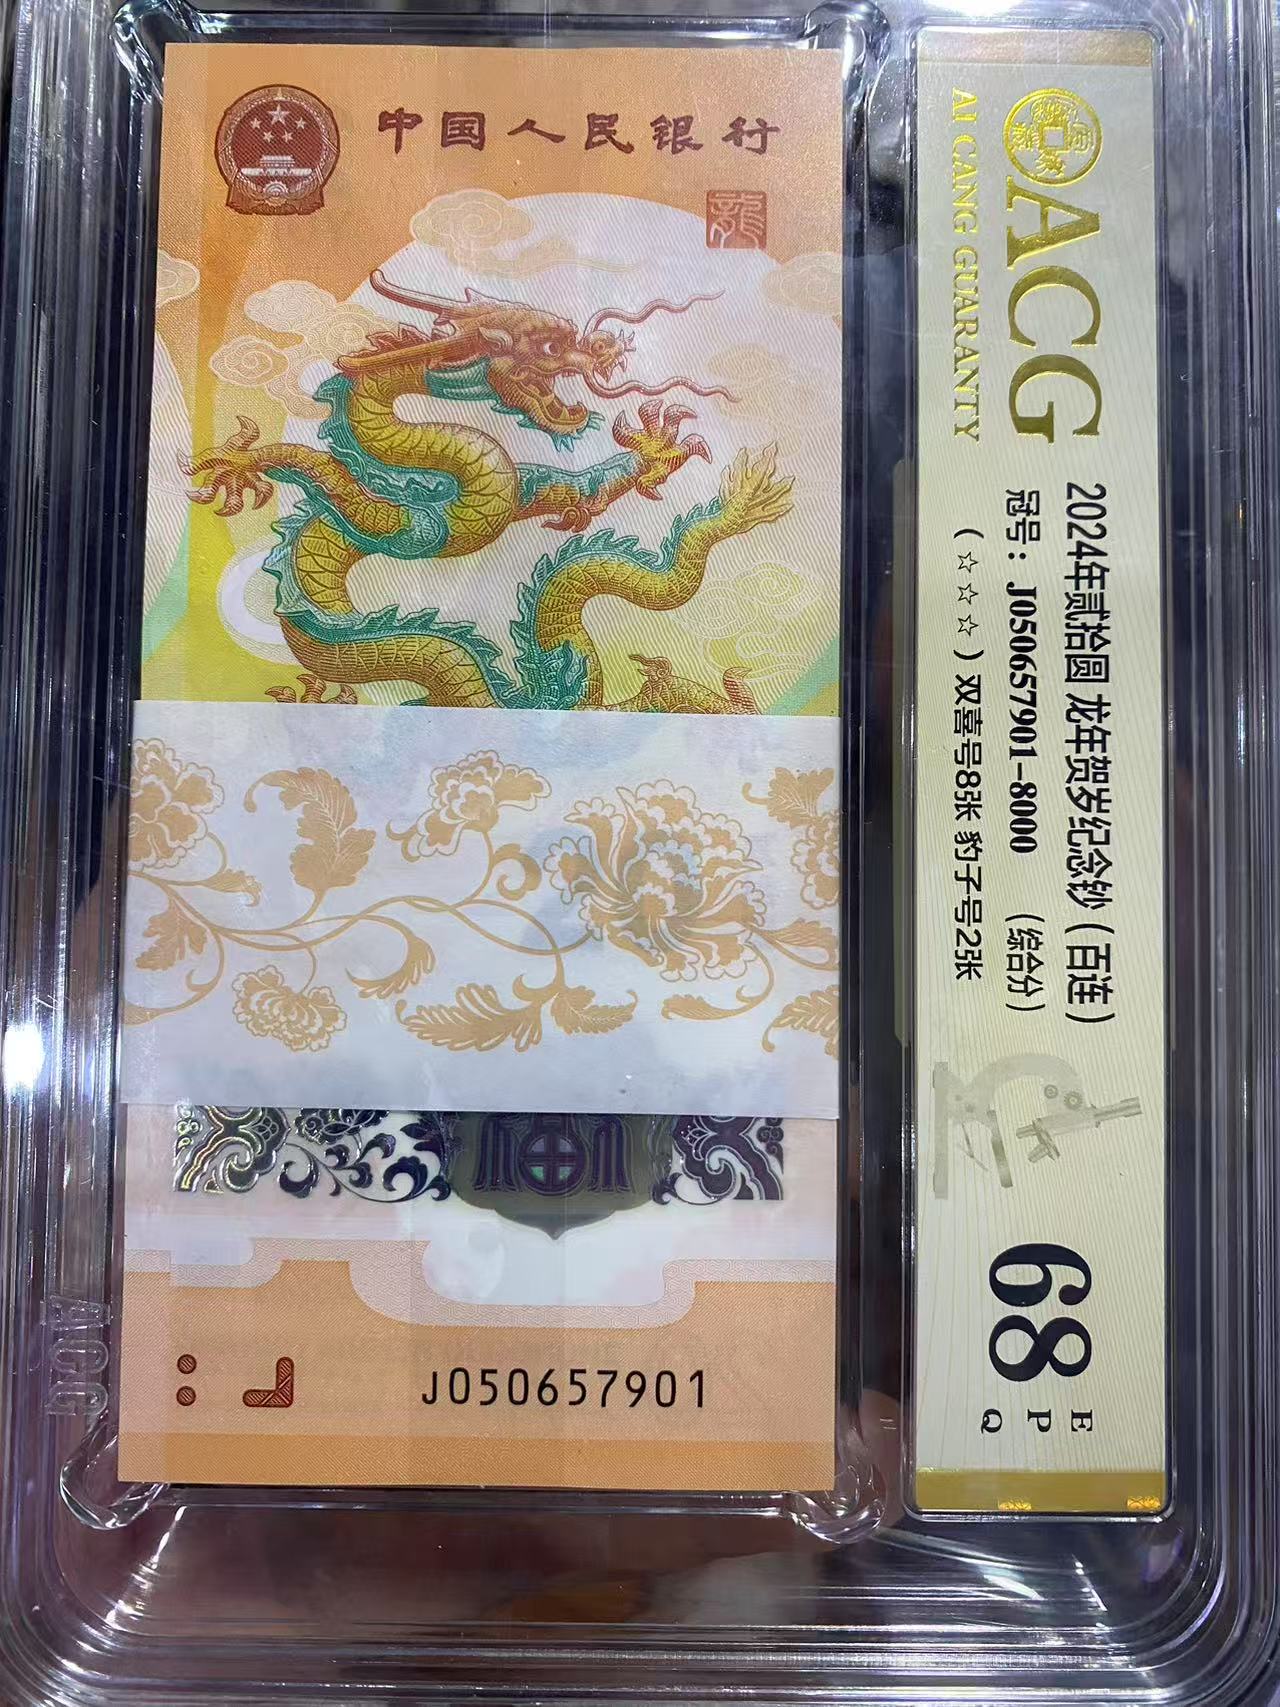 中国人民银行
龍
J050657901
ACG
AI CANG GUARANTY
2024年贰拾圆 龙年贺岁纪念钞（百连）
冠号：J050657901-8000 （综合分）
（☆☆☆）双喜号8张 豹子号2张
68
E
P
Q
ACG